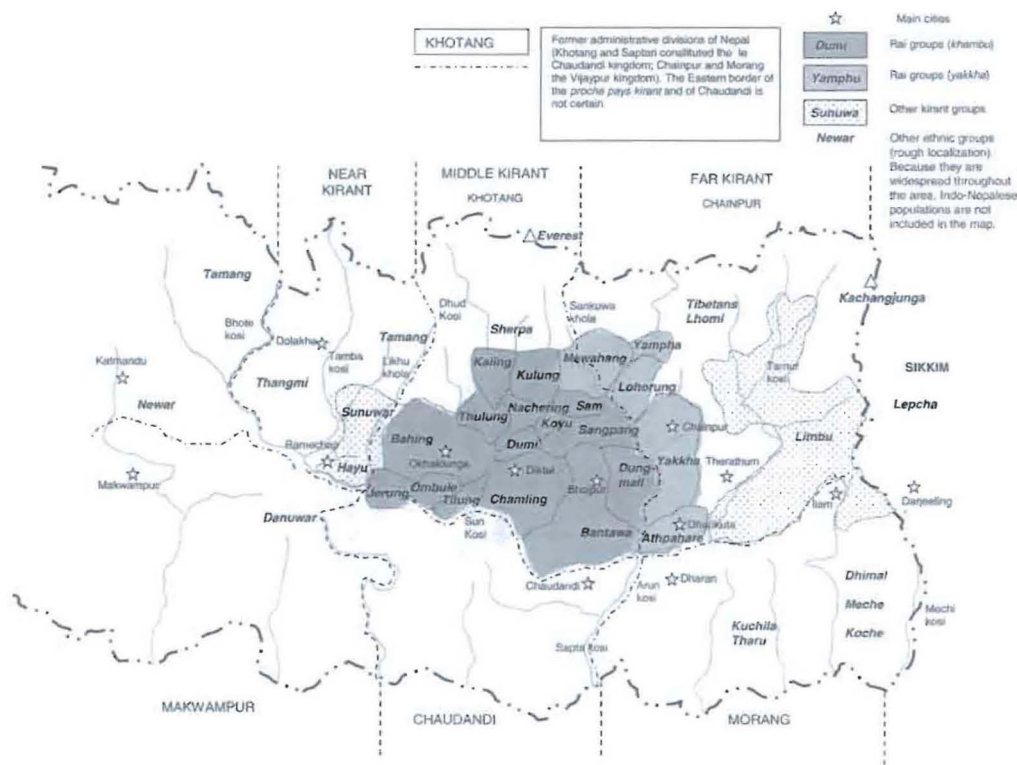 KHOTANG
Former administrative divisions of Nepal
(Khotang and Saptari constituted the le
Chaudandi kingdom; Chainpur and Morang
the Vijaypur kingdom). The Eastern border of
the proche pays kirant and of Chaudandi is
not certain
Main cities
Dumi
Rai groups (khambu)
Yamphu
Rai groups (yakkha)
Sunuwa
Other kirant groups
Newar
Other ethnic groups
(rough localization)
Because they are
widespread throughout
the area, Indo-Nopalese
populations are not
included in the map.
NEAR
KIRANT
MIDDLE KIRANT
KHOTANG
FAR KIRANT
CHAINPUR
Everest
Tamang
Kachangjunga
Dhud
Kosi
Sankuwa
khola
Tibetans
Lhomi
Bhote
kosi
Dolakha
Tamba
kosi
Tamang
Likhu
khola
Sherpa
Kaling
Kulung
Mewahang
Yampha
Lohorung
Tamur
kosi
SIKKIM
Katmandu
Thangmi
Newar
Sunuwar
Lepcha
Thulung
Nachering
Koyu
Sam
Sangpang
Chainpur
Bahing
Dumi
Limbu
Ramechap
Hayu
Okhaldunga
Diktel
Bhojpur
Dung-
mali
Yakkha
Therathum
Makwampur
Jerung
Ombule
Tilung
Chamling
Ilam
Darjeeling
Danuwar
Sun
Kosi
Bantawa
Athpahare
Dhankuta
Chaudandi
Arun
kosi
Dharan
Dhimal
Meche
Koche
Mechi
kosi
Kuchila
Tharu
Sapta kosi
MAKWAMPUR
CHAUDANDI
MORANG